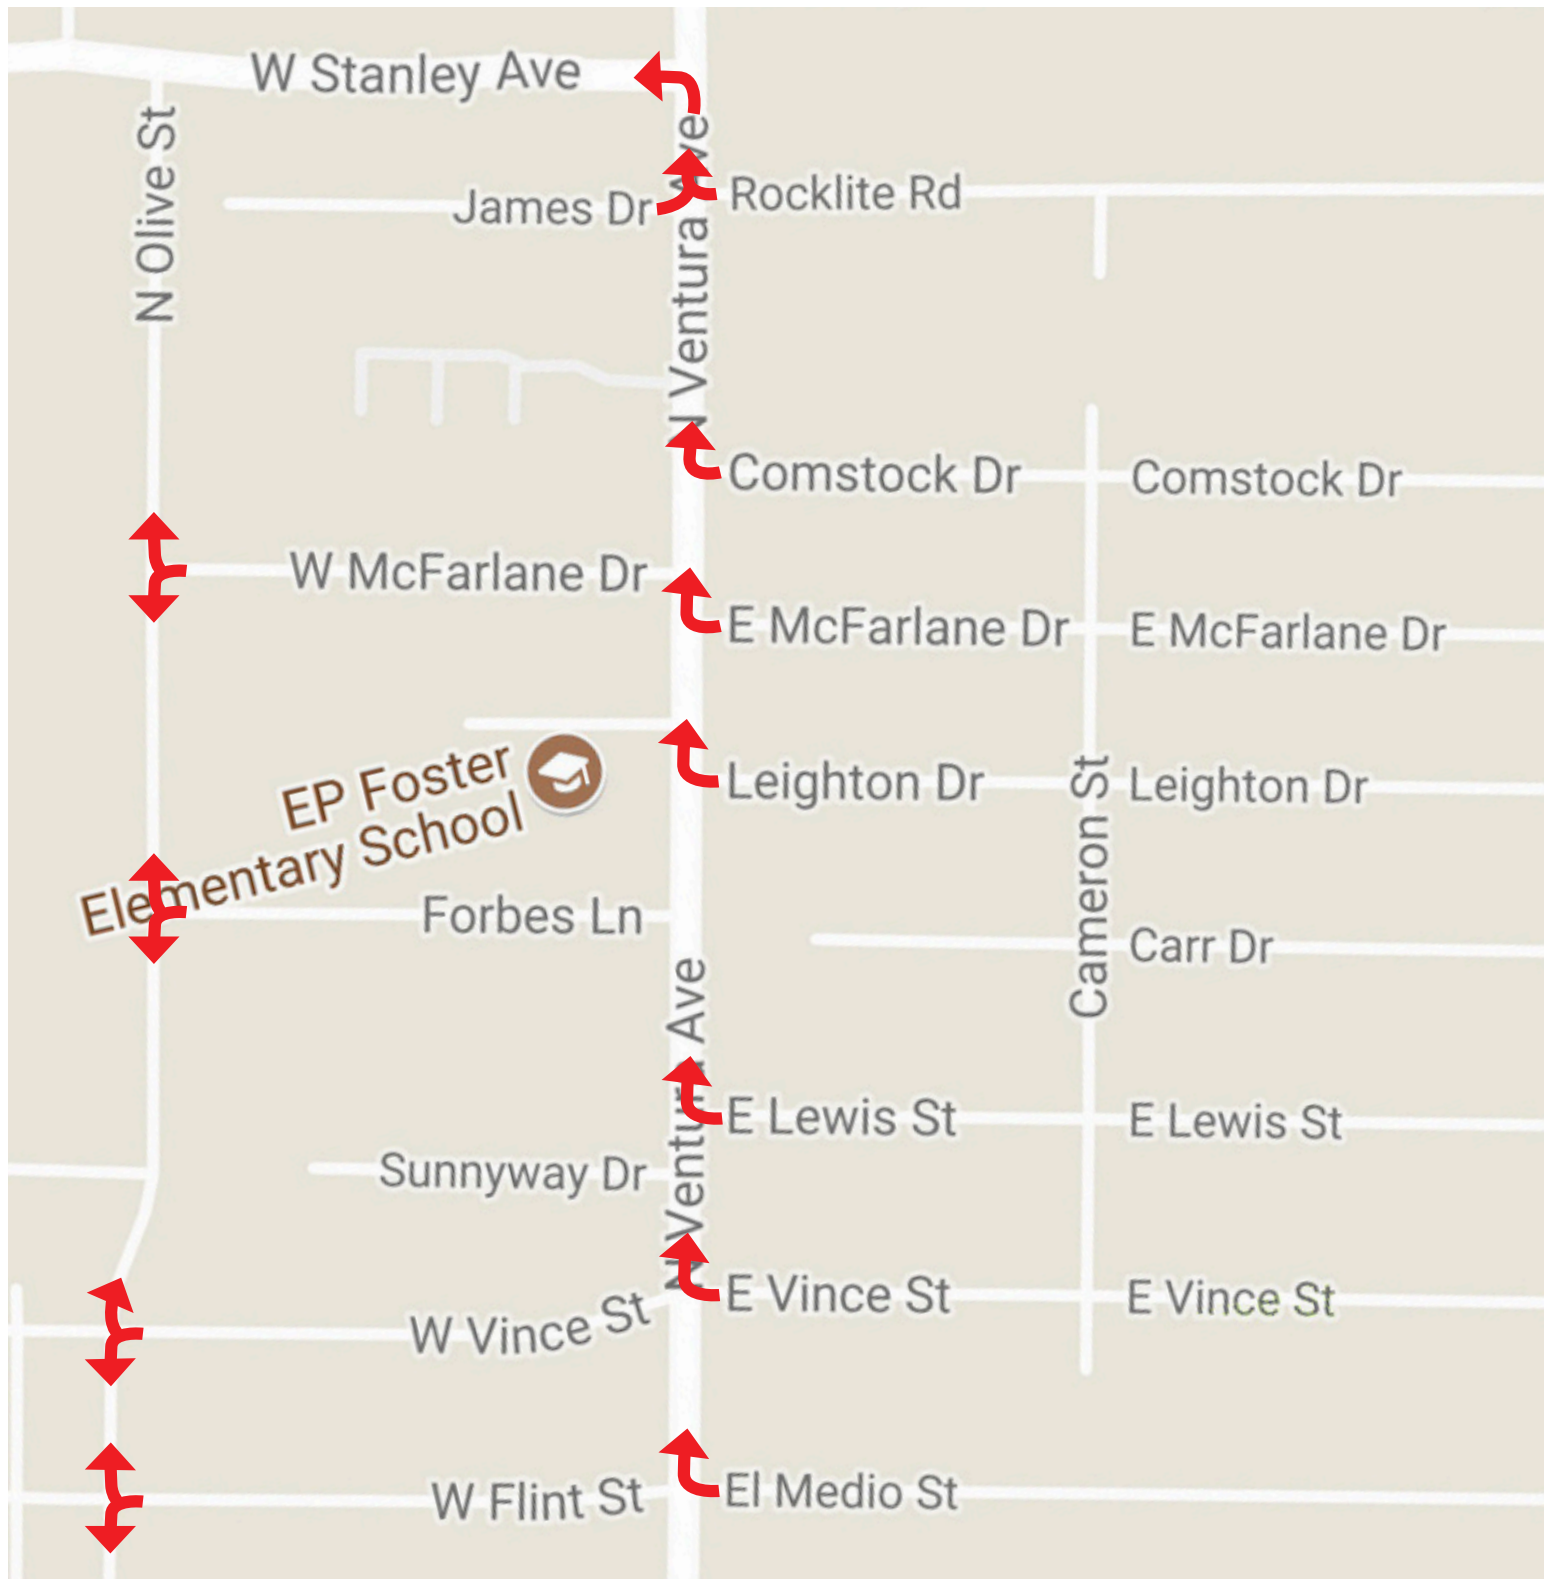 W Stanley Ave
N Olive St
James Dr
Rocklite Rd
N Ventura Ave
Comstock Dr
Comstock Dr
W McFarlane Dr
E McFarlane Dr
E McFarlane Dr
EP Foster
Elementary School
Leighton Dr
Leighton Dr
Cameron St
Forbes Ln
Carr Dr
N Ventura Ave
E Lewis St
E Lewis St
Sunnyway Dr
W Vince St
E Vince St
E Vince St
W Flint St
El Medio St